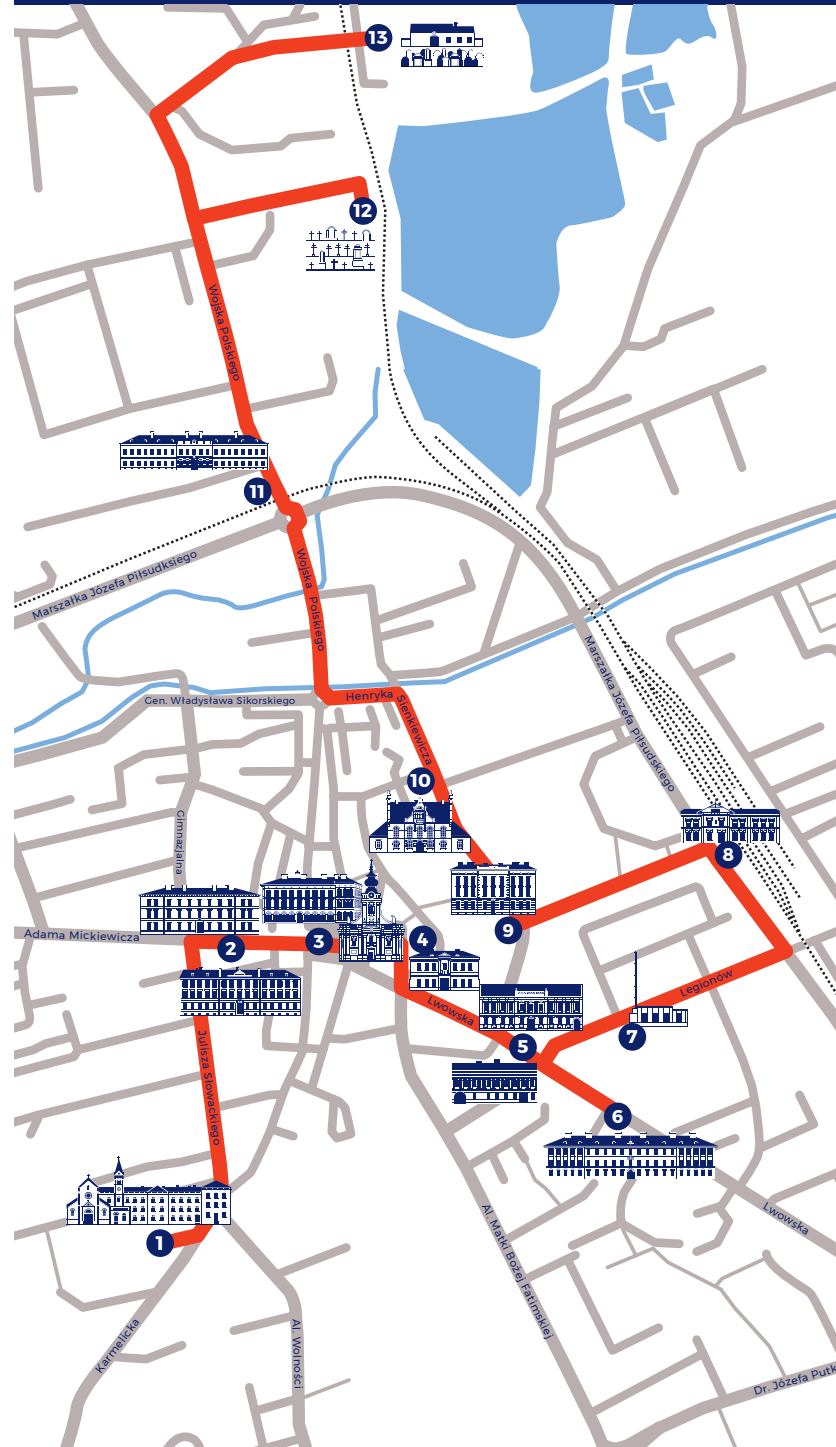 13
12
Wojska Polskiego
11
Marszałka Józefa Piłsudksiego
Wojska Polskiego
Marszałka Józefa Piłsudskiego
Gen. Władysława Sikorskiego
Henryka Sienkiewicza
10
Gimnazjalna
8
9
Adama Mickiewicza
2
3
4
Lwowska
Legionów
7
5
Julisza Słowackiego
6
1
Al. Matki Bożej Fatimskiej
Lwowska
Karmelicka
Al. Wolności
Dr. Józefa Putk